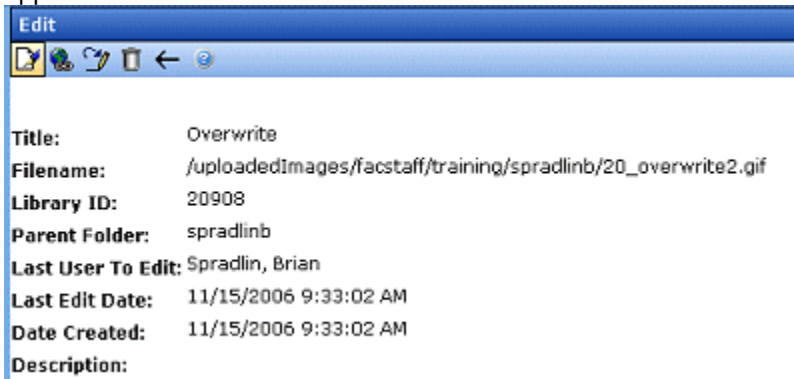 Edit
Title: Overwrite
Filename: /uploadedImages/facstaff/training/spradlinb/20_overwrite2.gif
Library ID: 20908
Parent Folder: spradlinb
Last User To Edit: Spradlin, Brian
Last Edit Date: 11/15/2006 9:33:02 AM
Date Created: 11/15/2006 9:33:02 AM
Description: